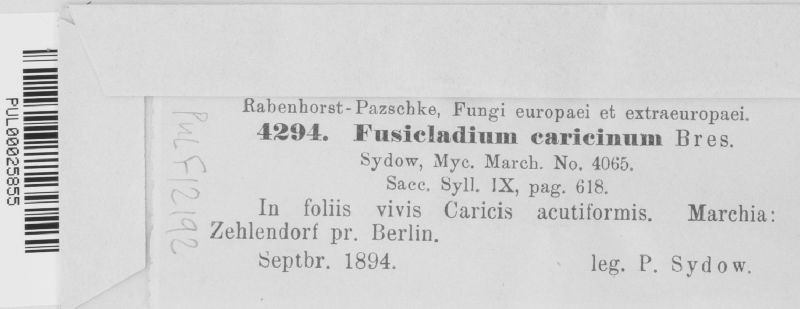 PUL00025855
PUL F12192
Rabenhorst-Pazschke, Fungi europaei et extraeuropaei.
4294. Fusicladium caricinum Bres.
Sydow, Myc. March. No. 4065.
Sacc. Syll. IX, pag. 618.
In foliis vivis Caricis acutiformis. Marchia:
Zehlendorf pr. Berlin.
Septbr. 1894. leg. P. Sydow.